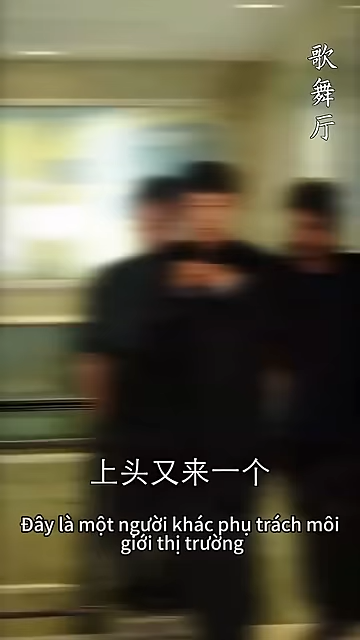 歌舞厅
上头又来一个
Đây là một người khác phụ trách môi
giới thị trường